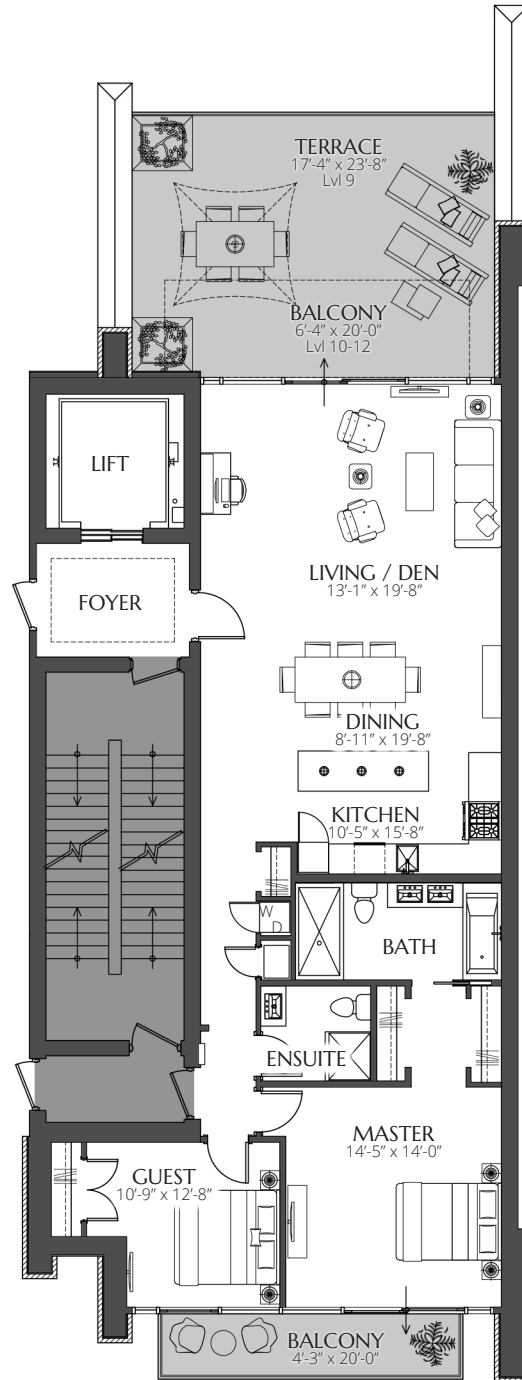 TERRACE
17'-4" x 23'-8"
Lvl 9
BALCONY
6'-4" x 20'-0"
Lvl 10-12
LIFT
LIVING / DEN
13'-1" x 19'-8"
FOYER
DINING
8'-11" x 19'-8"
KITCHEN
10'-5" x 15'-8"
W
D
BATH
ENSUITE
MASTER
14'-5" x 14'-0"
GUEST
10'-9" x 12'-8"
BALCONY
4'-3" x 20'-0"